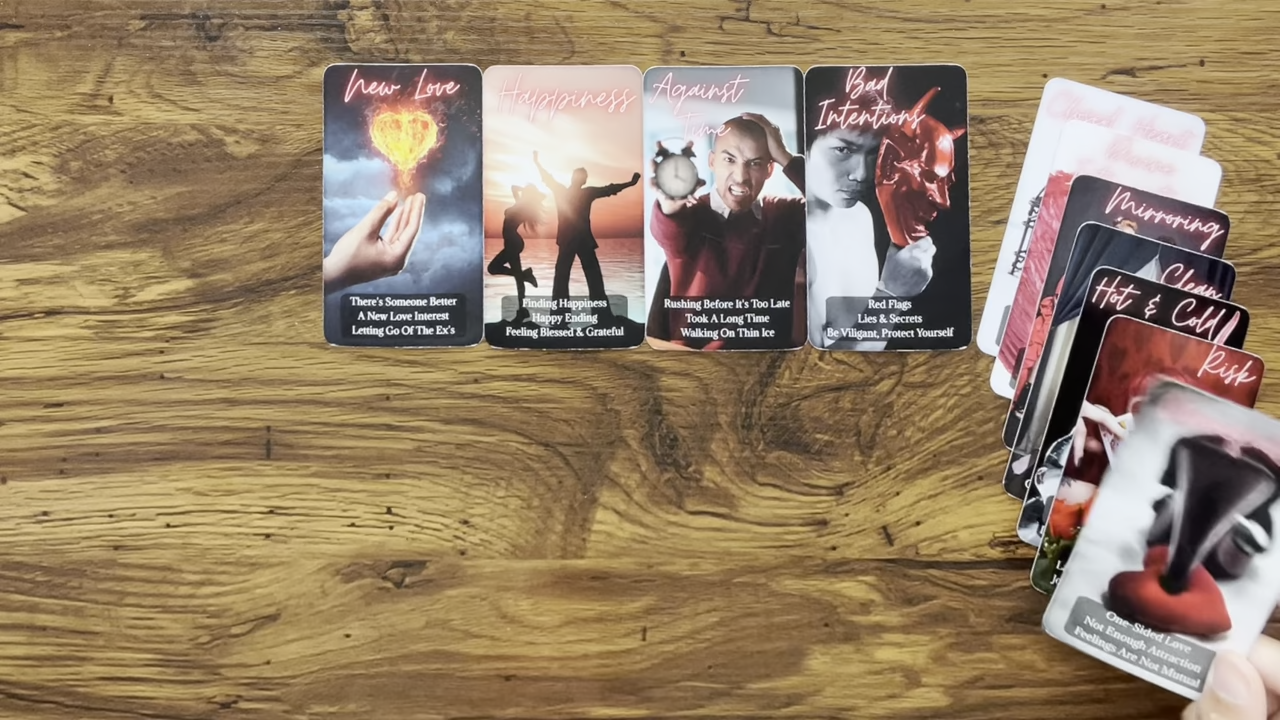 New Love
There's Someone Better
A New Love Interest
Letting Go Of The Ex's
Happiness
Finding Happiness
Happy Ending
Feeling Blessed & Grateful
Against
Time
Rushing Before It's Too Late
Took A Long Time
Walking On Thin Ice
Bad
Intentions
Red Flags
Lies & Secrets
Be Viligant, Protect Yourself
Mirroring
Clean
Hot & Cold
Risk
One-Sided Love
Not Enough Attraction
Feelings Are Not Mutual